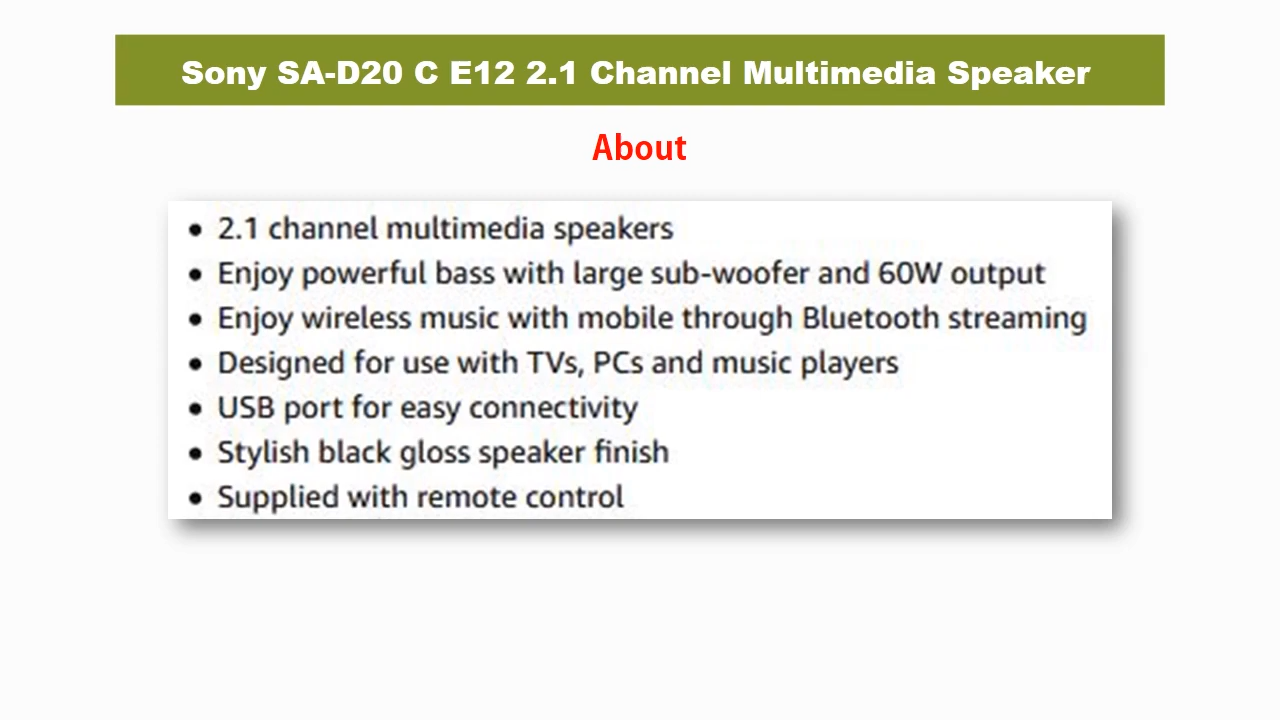 Sony SA-D20 C E12 2.1 Channel Multimedia Speaker
About
• 2.1 channel multimedia speakers
• Enjoy powerful bass with large sub-woofer and 60W output
• Enjoy wireless music with mobile through Bluetooth streaming
• Designed for use with TVs, PCs and music players
• USB port for easy connectivity
• Stylish black gloss speaker finish
• Supplied with remote control